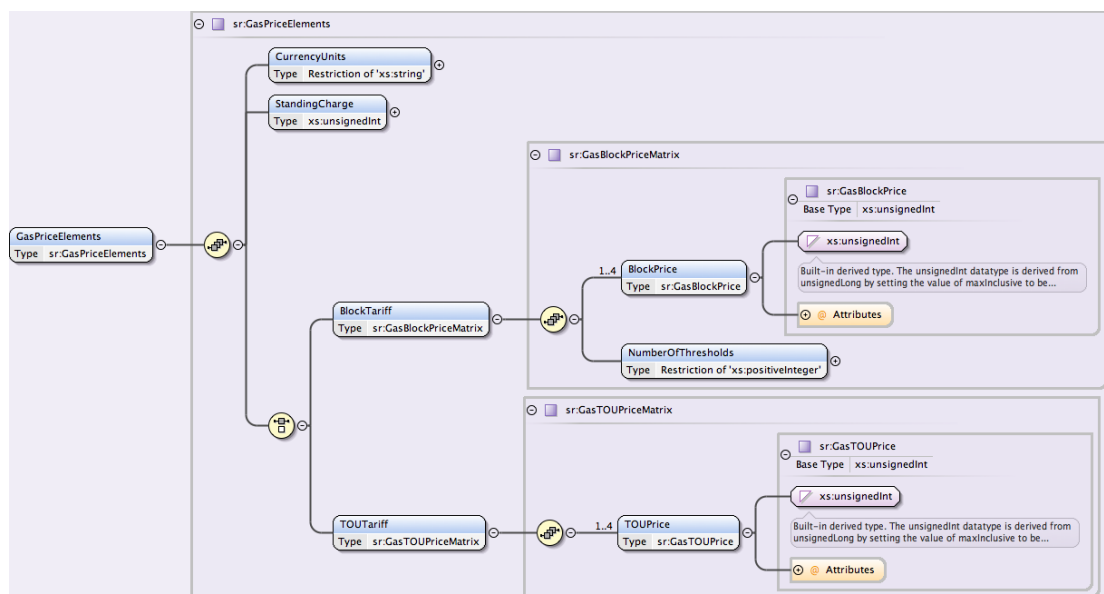 sr:GasPriceElements
CurrencyUnits
Type Restriction of 'xs:string'
StandingCharge
Type xs:unsignedInt
sr:GasBlockPriceMatrix
sr:GasBlockPrice
Base Type xs:unsignedInt
GasPriceElements
Type sr:GasPriceElements
xs:unsignedInt
1..4
BlockPrice
Type sr:GasBlockPrice
Built-in derived type. The unsignedInt datatype is derived from
unsignedLong by setting the value of maxInclusive to be...
@ Attributes
BlockTariff
Type sr:GasBlockPriceMatrix
NumberOfThresholds
Type Restriction of 'xs:positiveInteger'
sr:GasTOUPriceMatrix
sr:GasTOUPrice
Base Type xs:unsignedInt
xs:unsignedInt
TOUTariff
Type sr:GasTOUPriceMatrix
1..4
TOUPrice
Type sr:GasTOUPrice
Built-in derived type. The unsignedInt datatype is derived from
unsignedLong by setting the value of maxInclusive to be...
@ Attributes